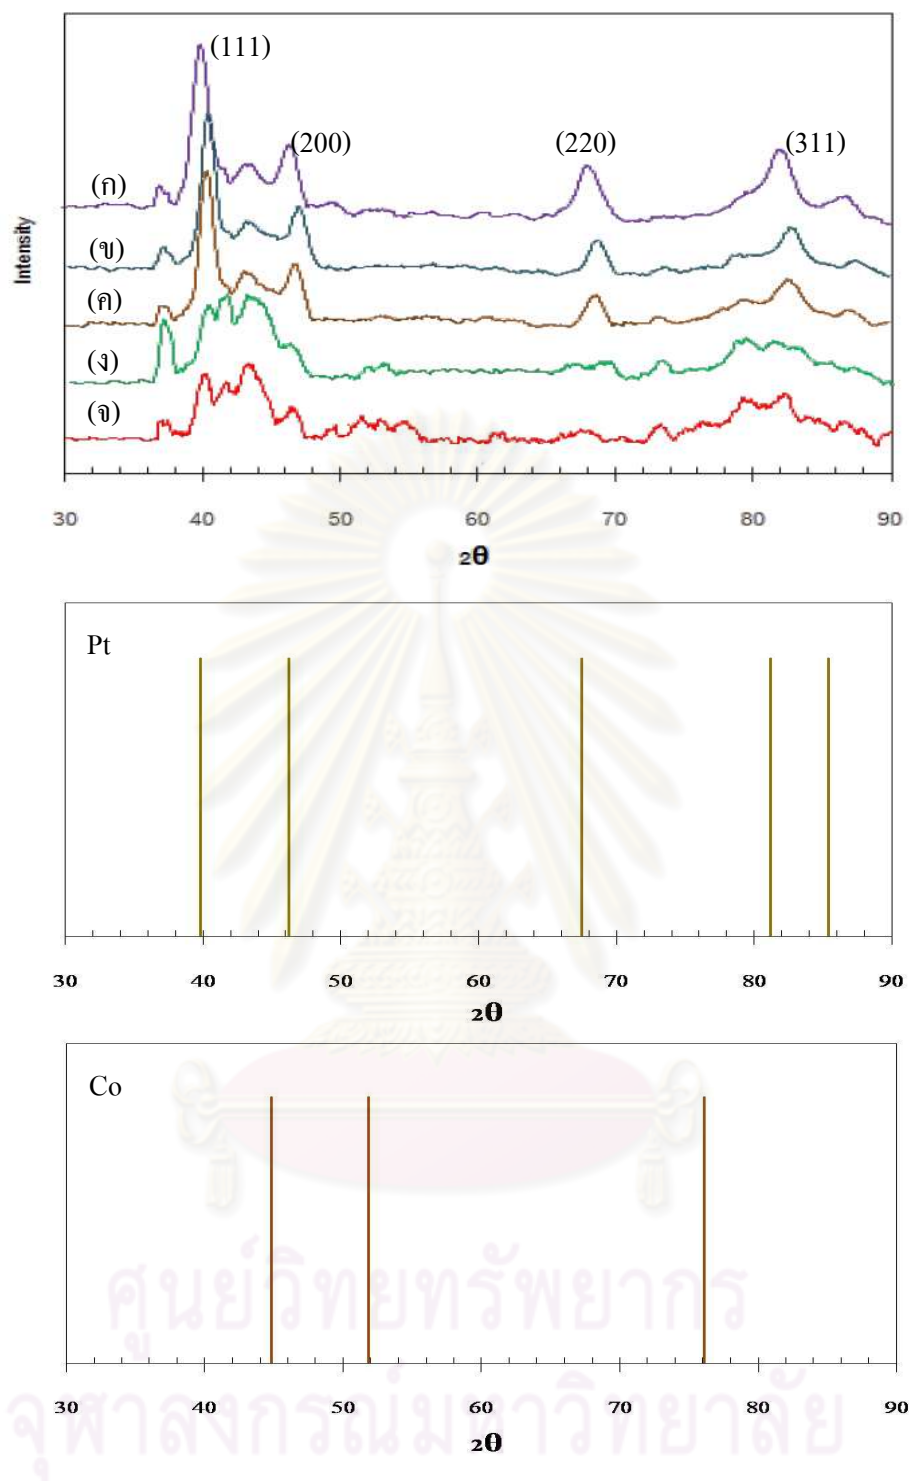 (111)
(200)
(220)
(311)
(ก)
(ข)
(ค)
(ง)
(จ)
Intensity
30 40 50 60 70 80 90
2θ
Pt
30 40 50 60 70 80 90
2θ
Co
30 40 50 60 70 80 90
2θ
ศูนย์วิทยทรัพยากร
จุฬาลงกรณ์มหาวิทยาลัย